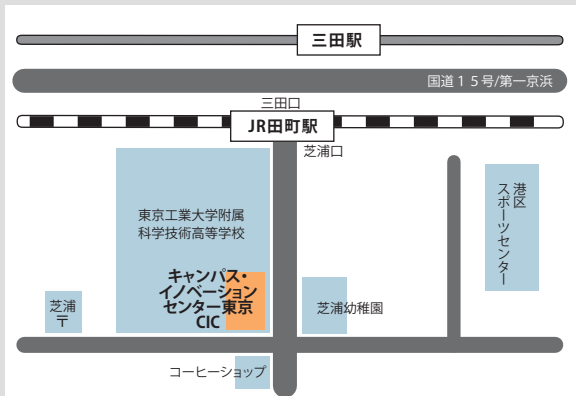 三田駅
国道１５号/第一京浜
三田口
JR田町駅
芝浦口
東京工業大学附属
科学技術高等学校
港区
スポーツセンター
キャンパス・
イノベーション
センター東京
CIC
芝浦
〒
芝浦幼稚園
コーヒーショップ